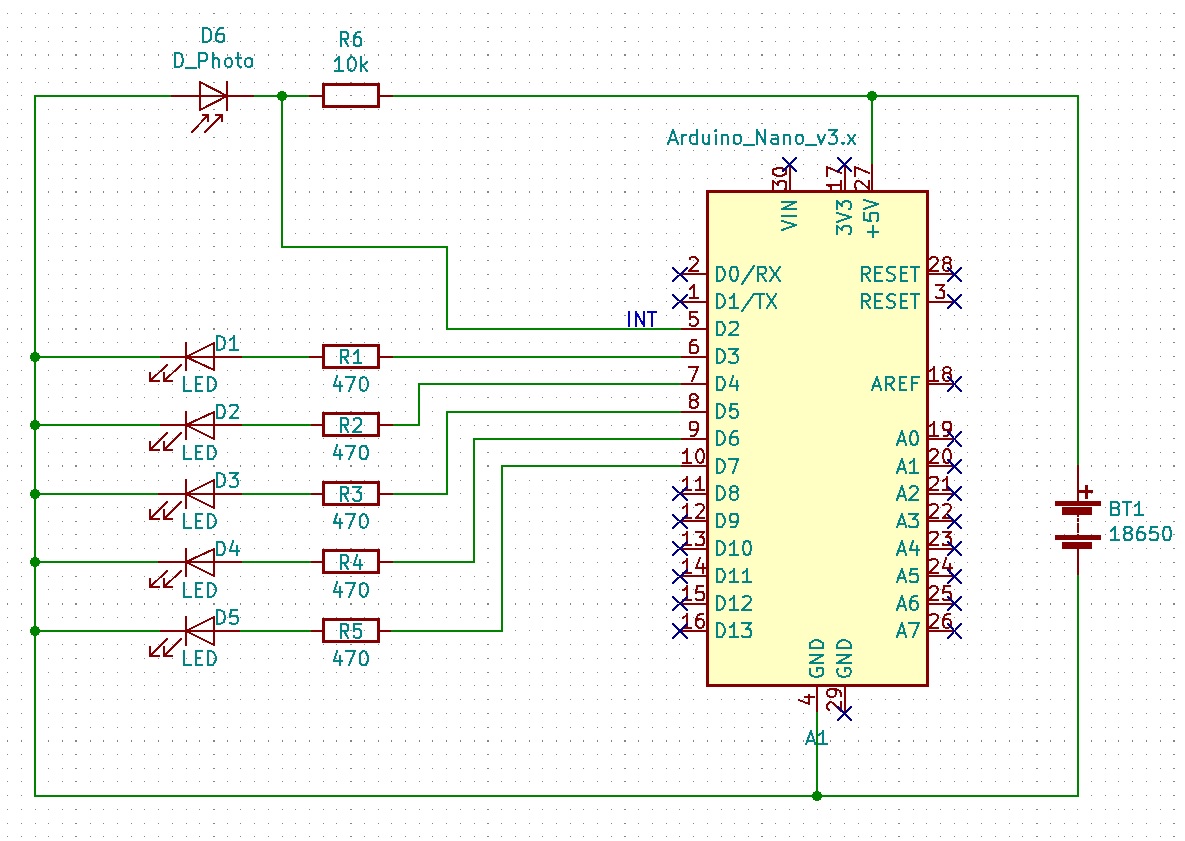 D6
D_Photo
R6
10k
Arduino_Nano_v3.x
30
17
27
VIN
3V3
+5V
2
D0/RX
RESET
28
1
D1/TX
RESET
3
INT
5
D2
D1
LED
R1
470
6
D3
7
D4
AREF
18
D2
LED
R2
470
8
D5
9
D6
A0
19
10
D7
A1
20
D3
LED
R3
470
11
D8
A2
21
12
D9
A3
22
BT1
18650
13
D10
A4
23
D4
LED
R4
470
14
D11
A5
24
15
D12
A6
25
D5
LED
R5
470
16
D13
A7
26
GND
GND
4
29
A1